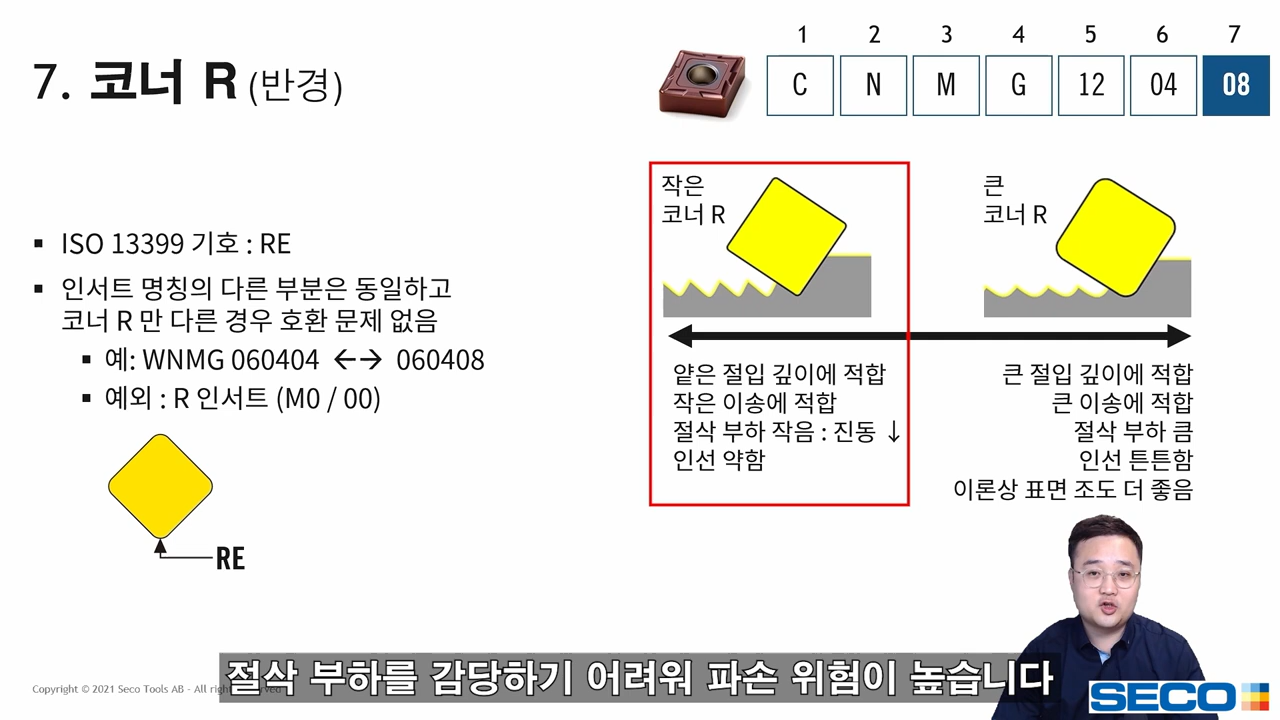 7. 코너 R (반경)
1 2 3 4 5 6 7
C N M G 12 04 08
▪ ISO 13399 기호 : RE
▪ 인서트 명칭의 다른 부분은 동일하고
코너 R 만 다른 경우 호환 문제 없음
▪ 예: WNMG 060404 ←→ 060408
▪ 예외 : R 인서트 (M0 / 00)
RE
작은
코너 R
큰
코너 R
얕은 절입 깊이에 적합
작은 이송에 적합
절삭 부하 작음 : 진동 ↓
인선 약함
큰 절입 깊이에 적합
큰 이송에 적합
절삭 부하 큼
인선 튼튼함
이론상 표면 조도 더 좋음
절삭 부하를 감당하기 어려워 파손 위험이 높습니다
Copyright © 2021 Seco Tools AB - All
SECO